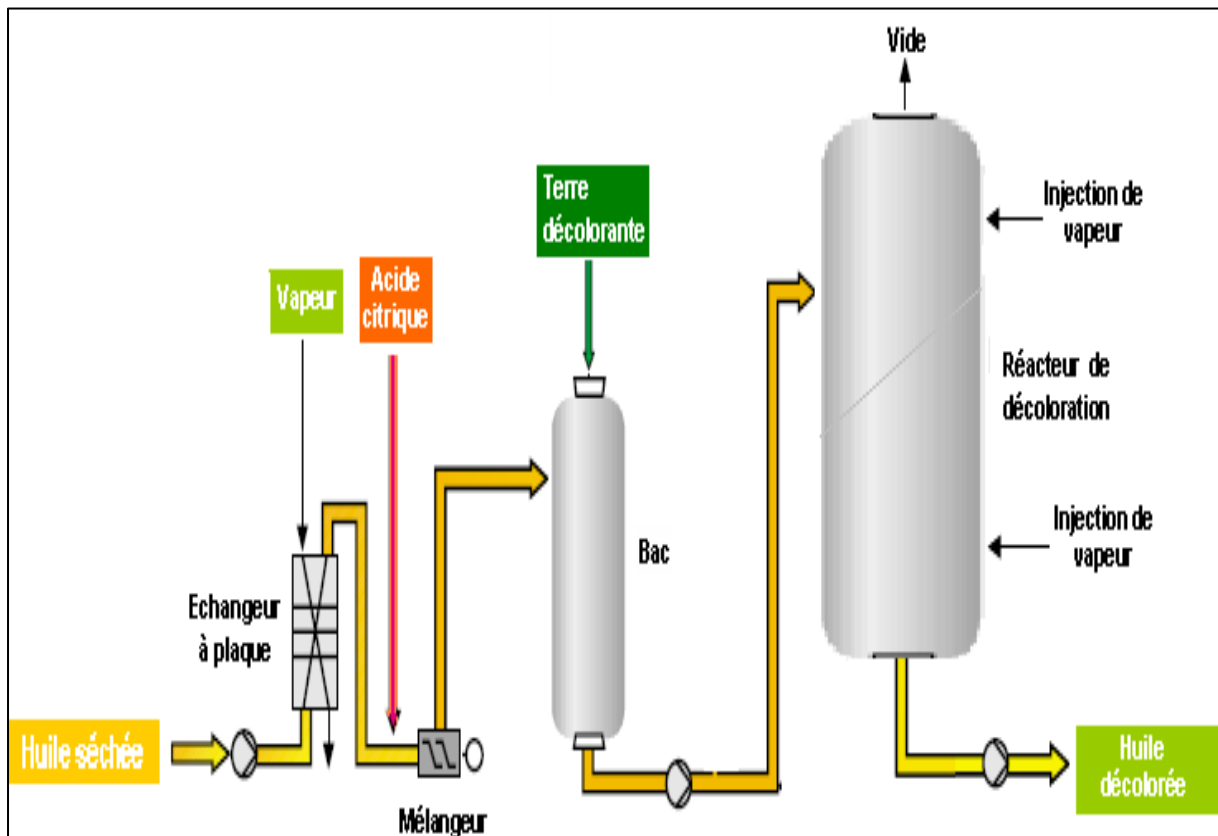 Vide
Terre
décolorante
Injection de
vapeur
Vapeur
Acide
citrique
Réacteur de
décoloration
Injection de
vapeur
Bac
Echangeur
à plaque
Huile séchée
Mélangeur
Huile
décolorée